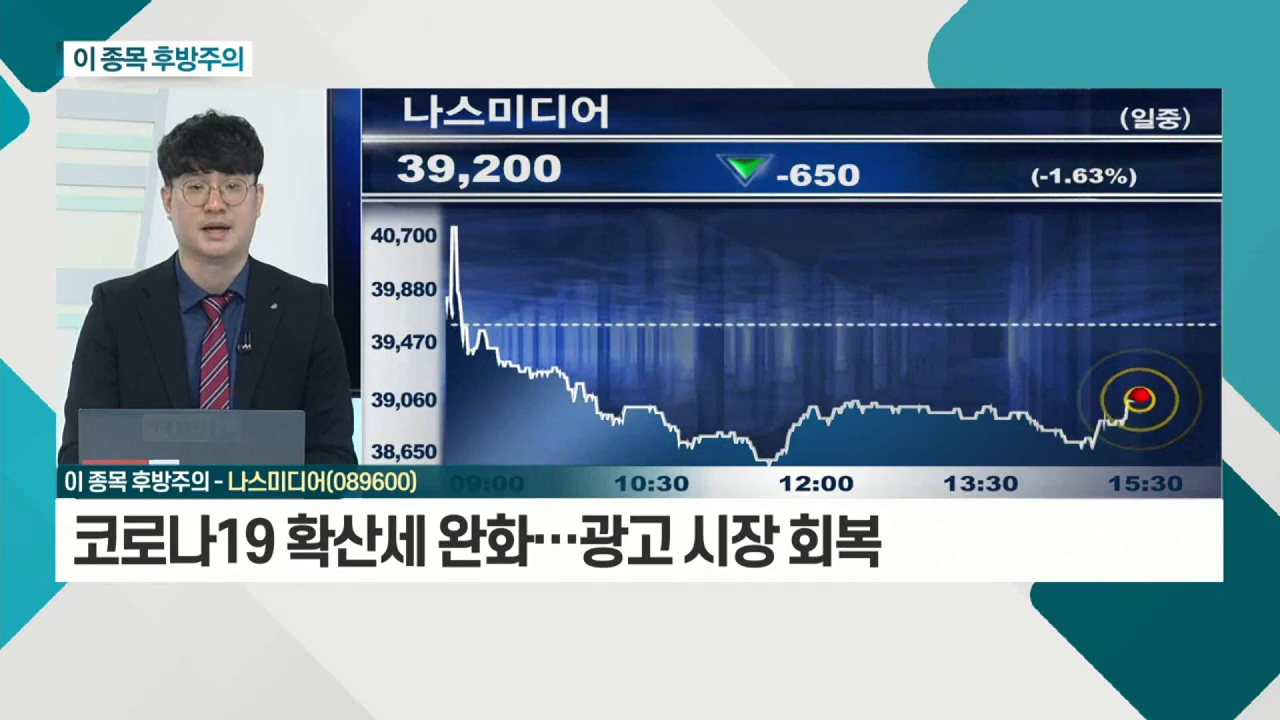 이 종목 후방주의
나스미디어
(일중)
39,200
-650
(-1.63%)
40,700
39,880
39,470
39,060
38,650
09:00 10:30 12:00 13:30 15:30
이 종목 후방주의 - 나스미디어(089600)
코로나19 확산세 완화…광고 시장 회복